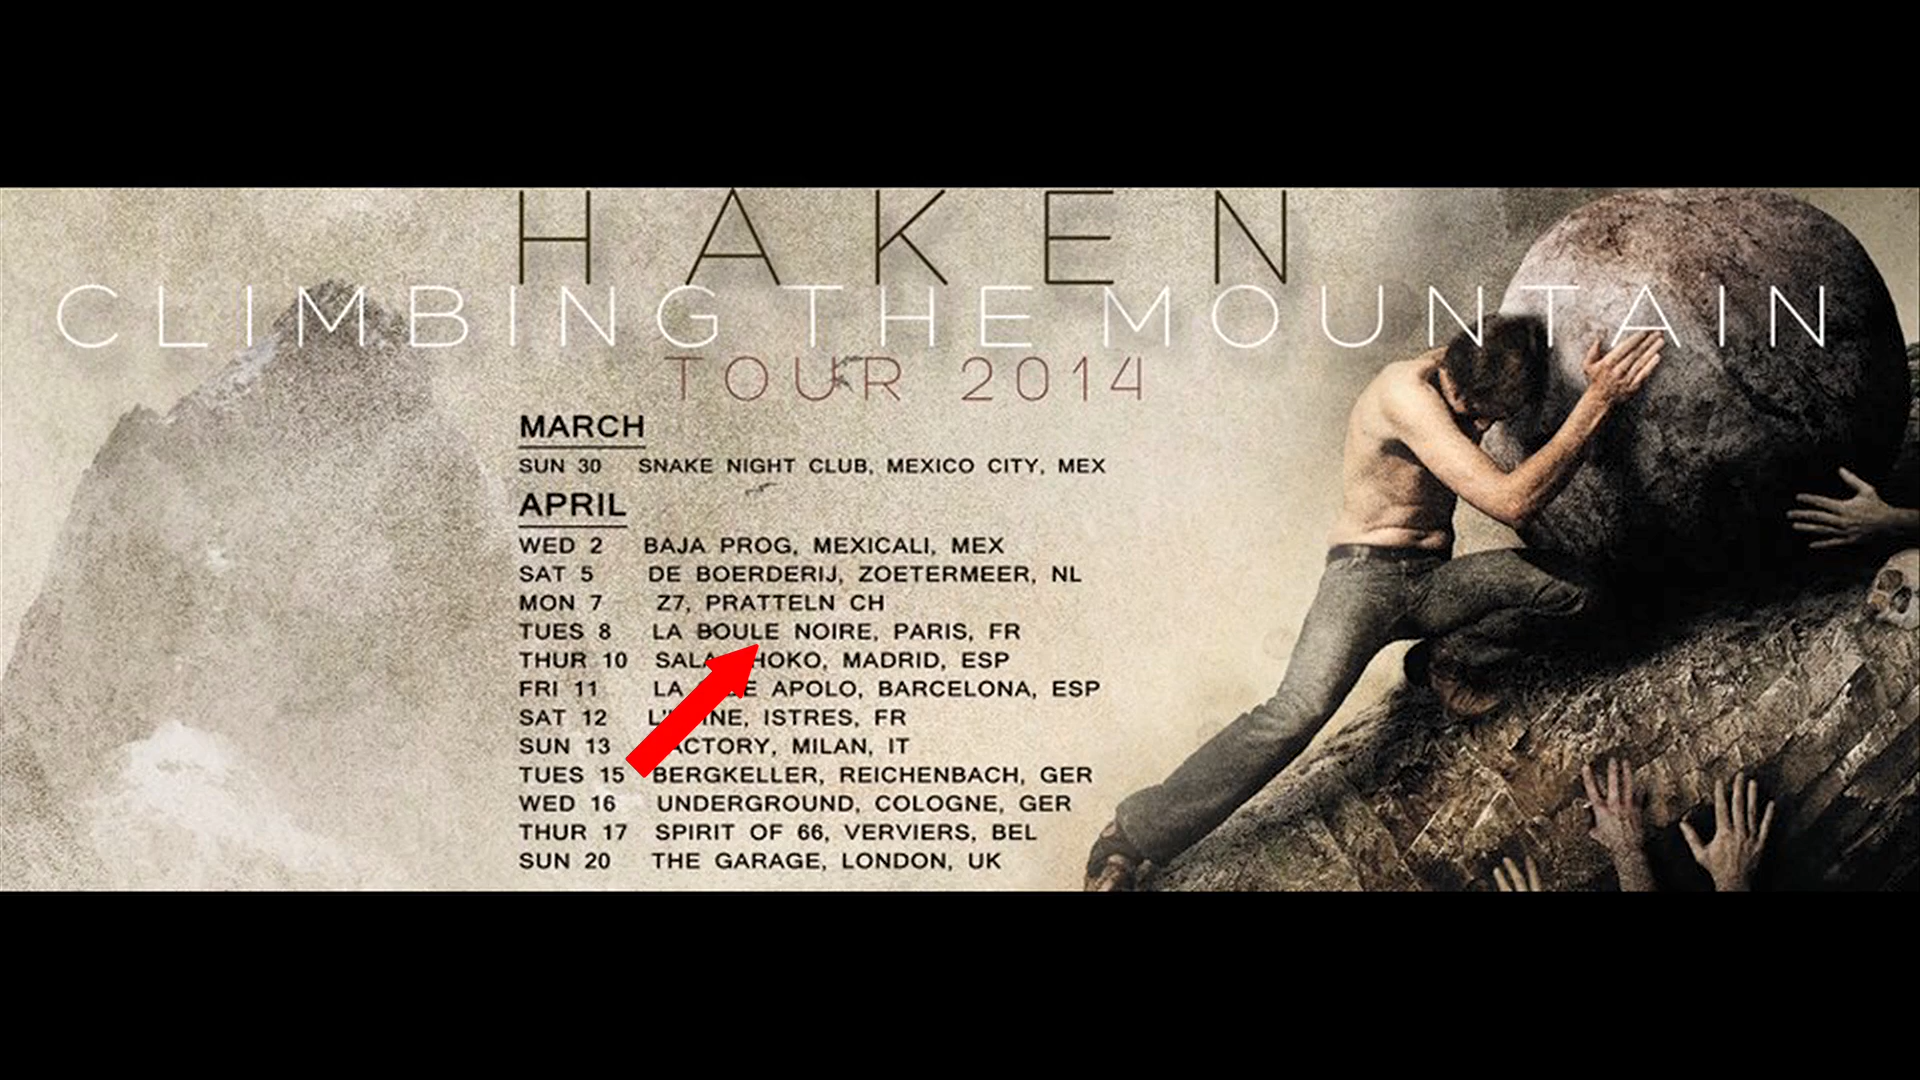 HAKEN
CLIMBING THE MOUNTAIN
TOUR 2014
MARCH
SUN 30 SNAKE NIGHT CLUB, MEXICO CITY, MEX
APRIL
WED 2 BAJA PROG, MEXICALI, MEX
SAT 5 DE BOERDERIJ, ZOETERMEER, NL
MON 7 Z7, PRATTELN CH
TUES 8 LA BOULE NOIRE, PARIS, FR
THUR 10 SALA MADRID, ESP
FRI 11 LA APOLO, BARCELONA, ESP
SAT 12 ISTRES, FR
SUN 13 MILAN, IT
TUES 15 BERGKELLER, REICHENBACH, GER
WED 16 UNDERGROUND, COLOGNE, GER
THUR 17 SPIRIT OF 66, VERVIERS, BEL
SUN 20 THE GARAGE, LONDON, UK